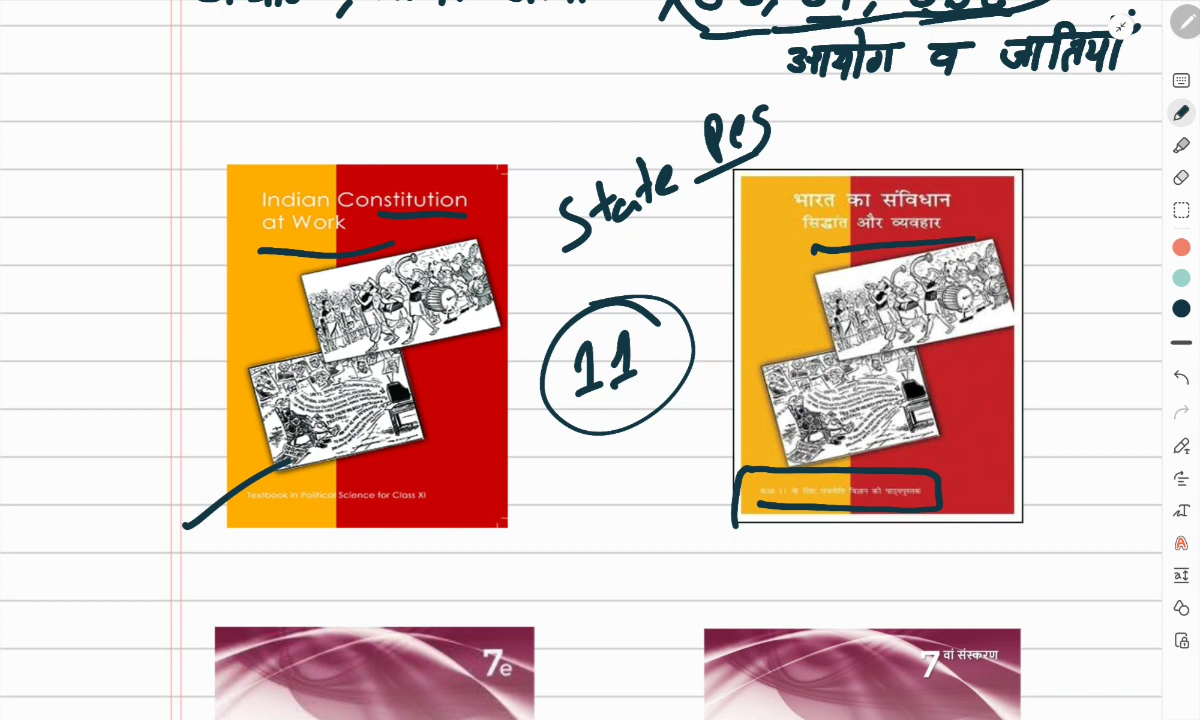 आयोग व जातियां
State PCS
Indian Constitution
at Work
भारत का संविधान
सिद्धांत और व्यवहार
11
Textbook in Political Science for Class XI
कक्षा 11 के लिए राजनीति विज्ञान की पाठ्यपुस्तक
7e
7 वां संस्करण